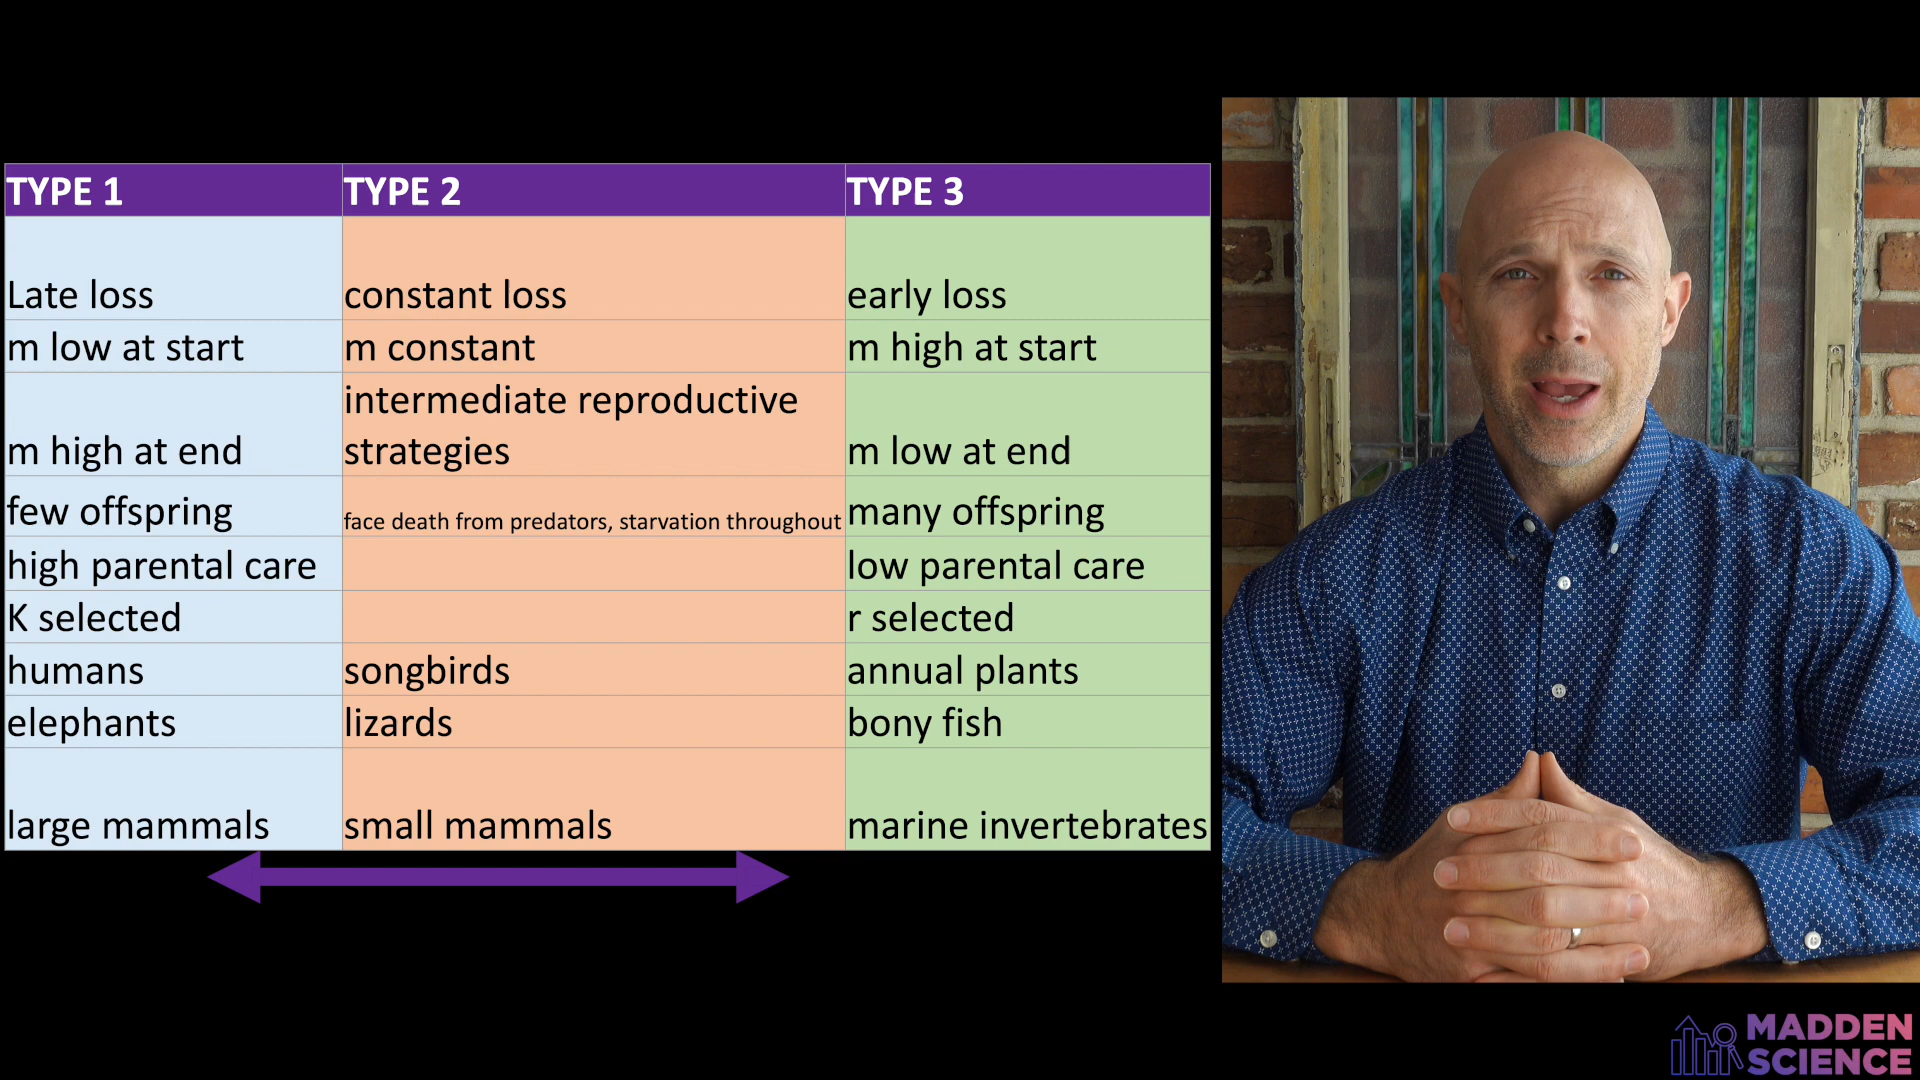 TYPE 1 TYPE 2 TYPE 3
Late loss constant loss early loss
m low at start m constant m high at start
intermediate reproductive
m high at end strategies m low at end
few offspring face death from predators, starvation throughout many offspring
high parental care low parental care
K selected r selected
humans songbirds annual plants
elephants lizards bony fish
large mammals small mammals marine invertebrates
MADDEN
SCIENCE